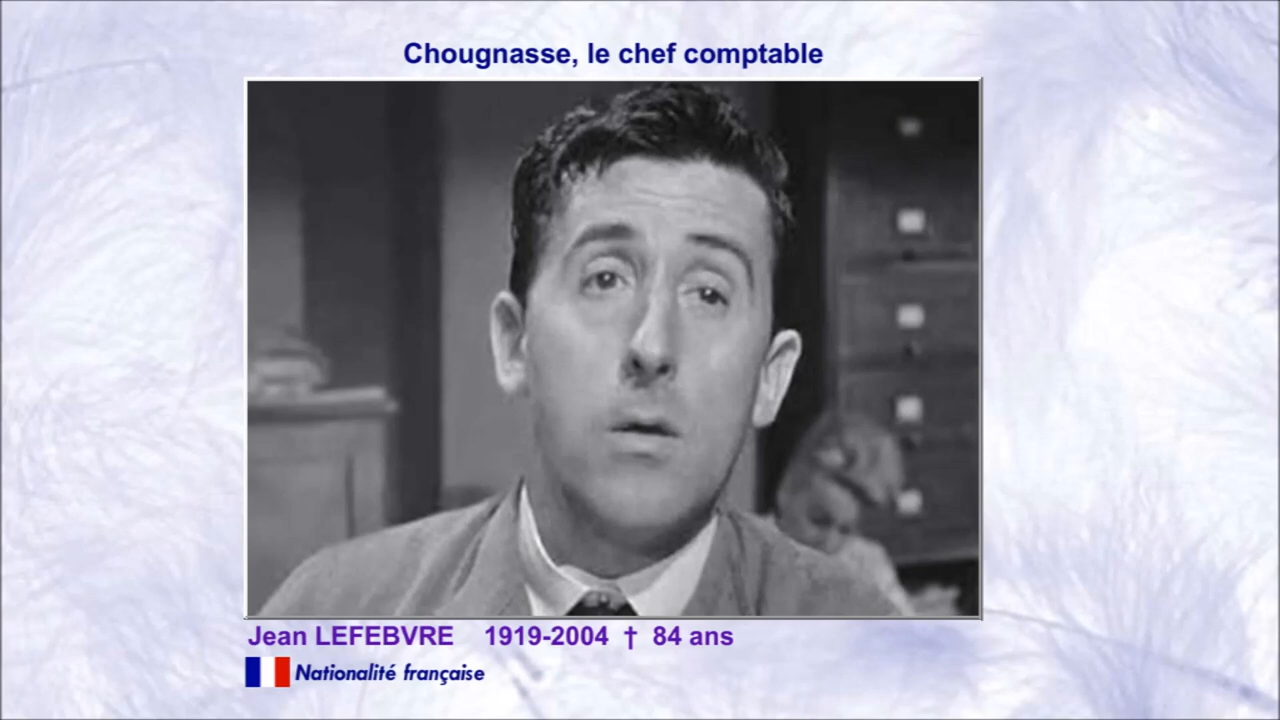 Chougnasse, le chef comptable
Jean LEFEBVRE 1919-2004 † 84 ans
Nationalité française